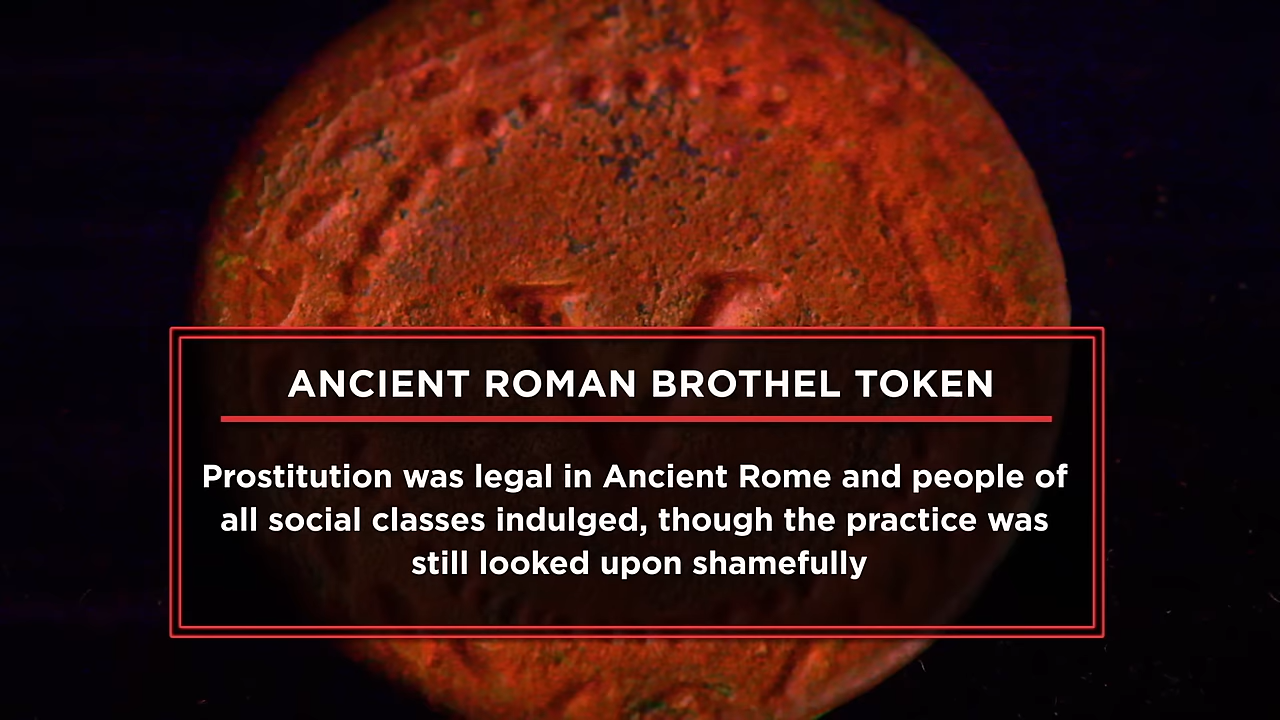 ANCIENT ROMAN BROTHEL TOKEN
Prostitution was legal in Ancient Rome and people of
all social classes indulged, though the practice was
still looked upon shamefully